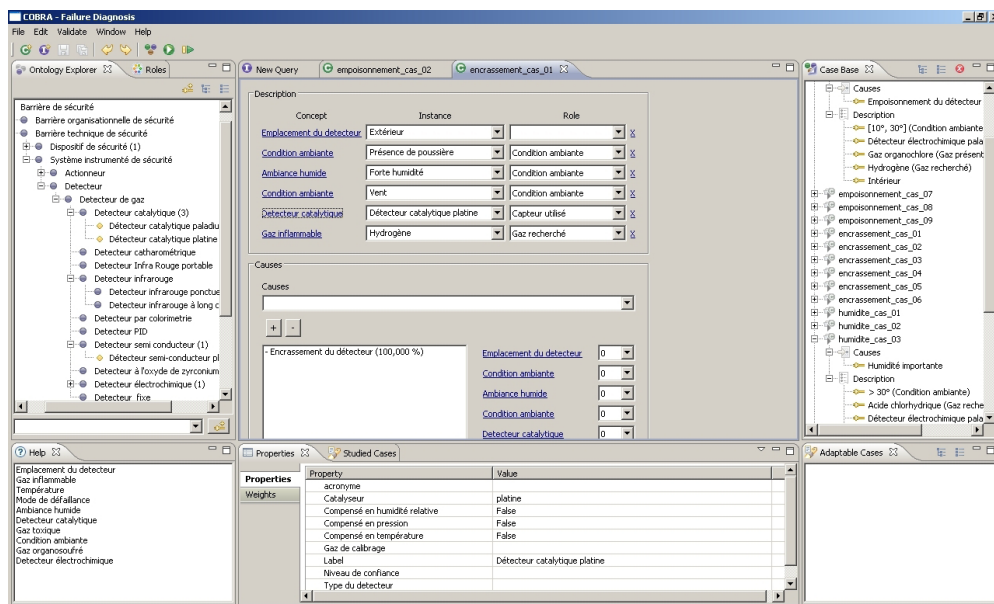 COBRA - Failure Diagnosis
File Edit Validate Window Help
Ontology Explorer
Roles
Barrière de sécurité
Barrière organisationnelle de sécurité
Barrière technique de sécurité
Dispositif de sécurité (1)
Système instrumenté de sécurité
Actionneur
Detecteur
Detecteur de gaz
Detecteur catalytique (3)
Détecteur catalytique paladiu
Détecteur catalytique platine
Detecteur catharométrique
Detecteur Infra Rouge portable
Detecteur infrarouge
Detecteur infrarouge ponctue
Detecteur infrarouge à long c
Detecteur par colorimetrie
Detecteur PID
Detecteur semi conducteur (1)
Détecteur semi-conducteur pl
Detecteur à l'oxyde de zyrconium
Detecteur électrochimique (1)
Detecteur fixe
New Query
empoisonnement_cas_02
encrassement_cas_01
Description
Concept Instance Role
Emplacement du detecteur Extérieur X
Condition ambiante Présence de poussière Condition ambiante X
Ambiance humide Forte humidité Condition ambiante X
Condition ambiante Vent Condition ambiante X
Detecteur catalytique Détecteur catalytique platine Capteur utilisé X
Gaz inflammable Hydrogène Gaz recherché X
Causes
Causes
+ -
- Encrassement du détecteur (100,000 %)
Emplacement du detecteur 0
Condition ambiante 0
Ambiance humide 0
Condition ambiante 0
Detecteur catalytique 0
Case Base
Causes
Empoisonnement du détecteur
Description
[10°, 30°] (Condition ambiante
Détecteur électrochimique pala
Gaz organochlore (Gaz présent
Hydrogène (Gaz recherché)
Intérieur
empoisonnement_cas_07
empoisonnement_cas_08
empoisonnement_cas_09
encrassement_cas_01
encrassement_cas_02
encrassement_cas_03
encrassement_cas_04
encrassement_cas_05
encrassement_cas_06
humidite_cas_01
humidite_cas_02
humidite_cas_03
Causes
Humidité importante
Description
> 30° (Condition ambiante)
Acide chlorhydrique (Gaz reche
Détecteur électrochimique pala
Help
Emplacement du detecteur
Gaz inflammable
Température
Mode de défaillance
Ambiance humide
Detecteur catalytique
Gaz toxique
Condition ambiante
Gaz organosoufré
Detecteur électrochimique
Properties
Studied Cases
Properties
Weights
Property Value
acronyme
Catalyseur platine
Compensé en humidité relative False
Compensé en pression False
Compensé en température False
Gaz de calibrage
Label Détecteur catalytique platine
Niveau de confiance
Type du detecteur
Adaptable Cases